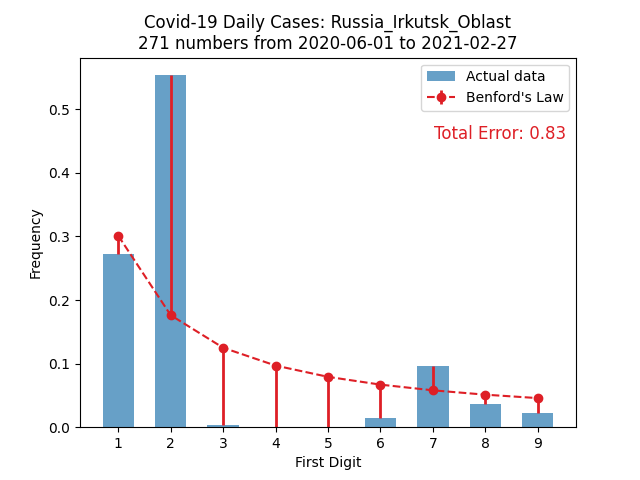 Covid-19 Daily Cases: Russia_Irkutsk_Oblast
271 numbers from 2020-06-01 to 2021-02-27
Actual data
Benford's Law
Total Error: 0.83
Frequency
0.5
0.4
0.3
0.2
0.1
0.0
1 2 3 4 5 6 7 8 9
First Digit